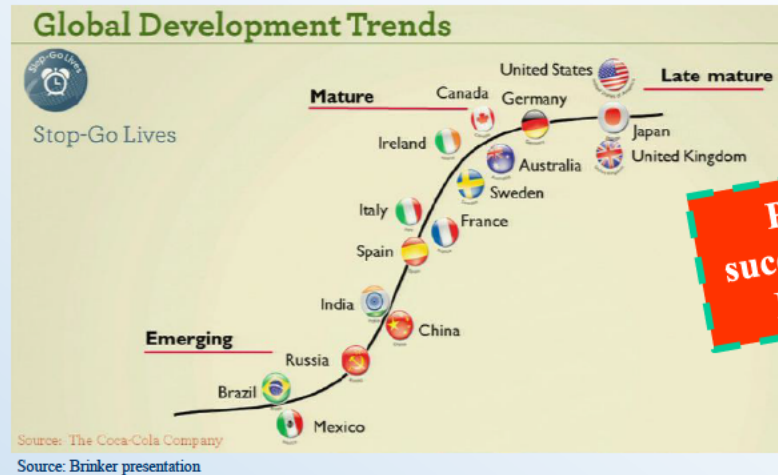 Global Development Trends
Stop-Go Lives
Stop-Go Lives
United States
Late mature
Mature
Canada
Germany
Ireland
Japan
Australia
United Kingdom
Sweden
Italy
France
Spain
India
China
Emerging
Russia
Brazil
Mexico
Source: The Coca-Cola Company
Source: Brinker presentation